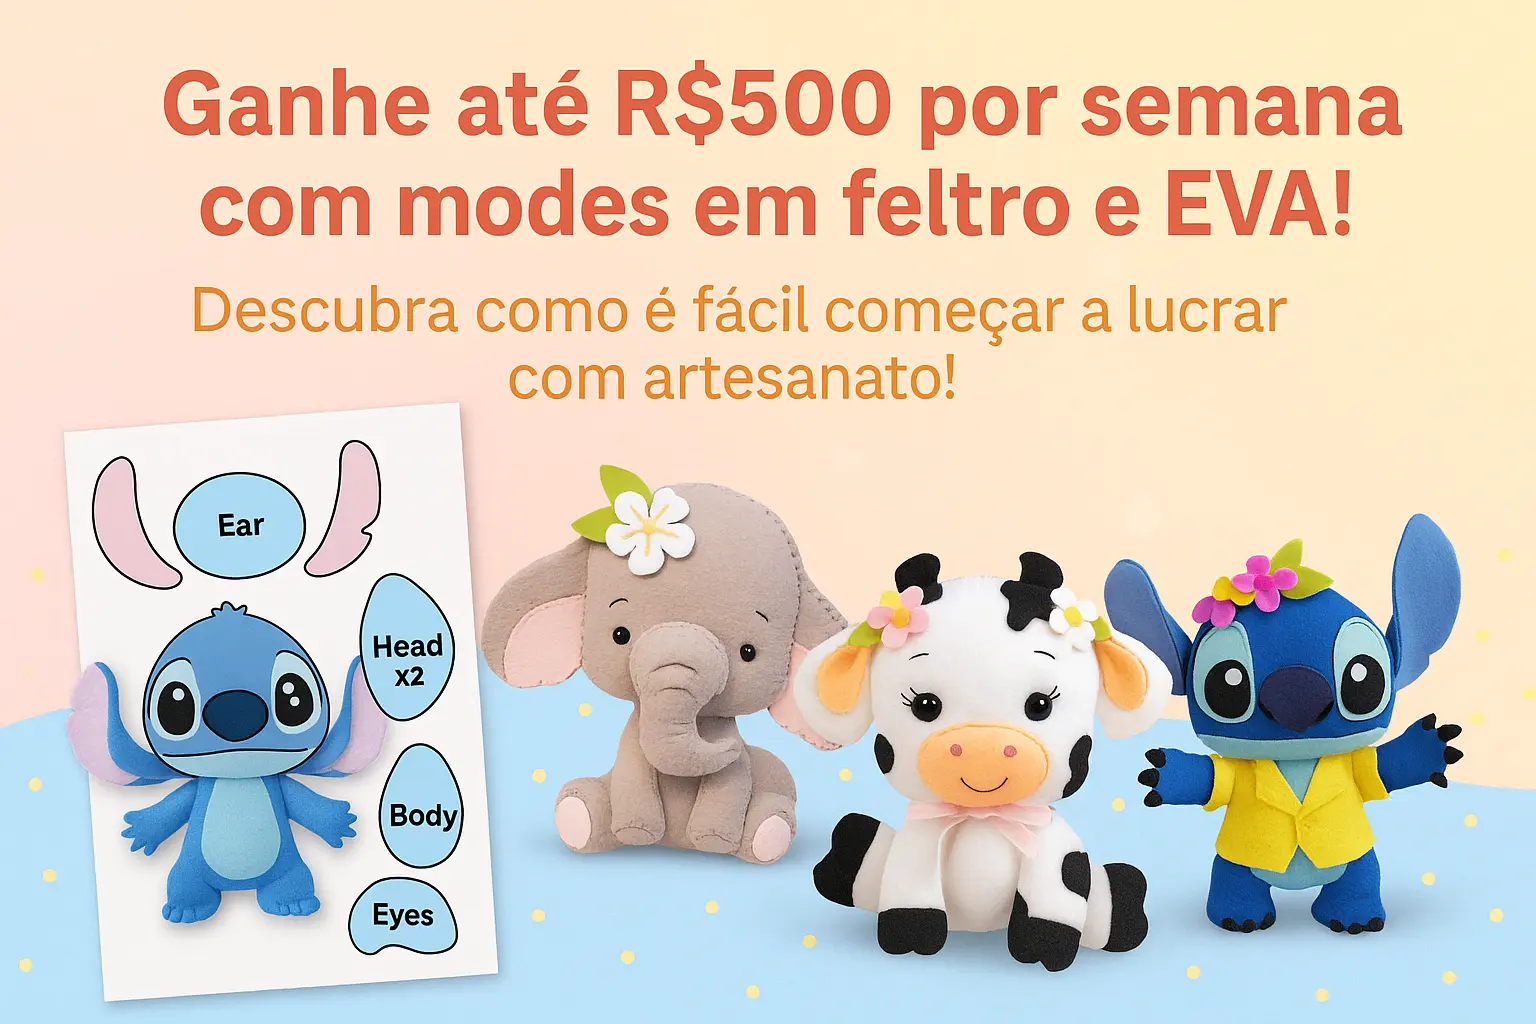 Ganhe até R$500 por semana
com modes em feltro e EVA!
Descubra como é fácil começar a lucrar
com artesanato!
Ear
Head
x2
Body
Eyes